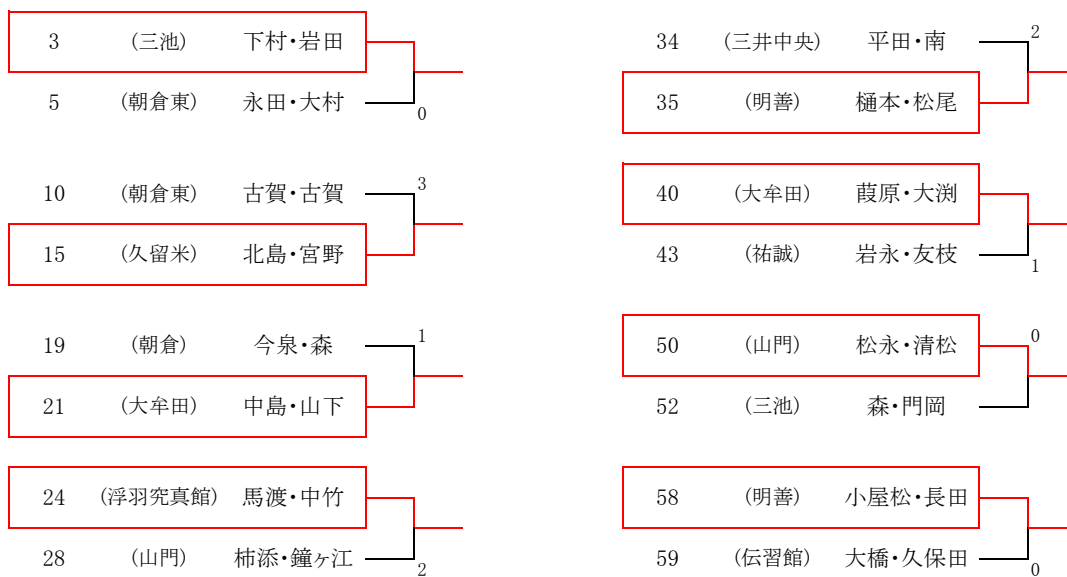 3 (三池) 下村・岩田
5 (朝倉東) 永田・大村 0
10 (朝倉東) 古賀・古賀 3
15 (久留米) 北島・宮野
19 (朝倉) 今泉・森 1
21 (大牟田) 中島・山下
24 (浮羽究真館) 馬渡・中竹
28 (山門) 柿添・鐘ヶ江 2
34 (三井中央) 平田・南 2
35 (明善) 樋本・松尾
40 (大牟田) 葭原・大渕
43 (祐誠) 岩永・友枝 1
50 (山門) 松永・清松 0
52 (三池) 森・門岡
58 (明善) 小屋松・長田
59 (伝習館) 大橋・久保田 0